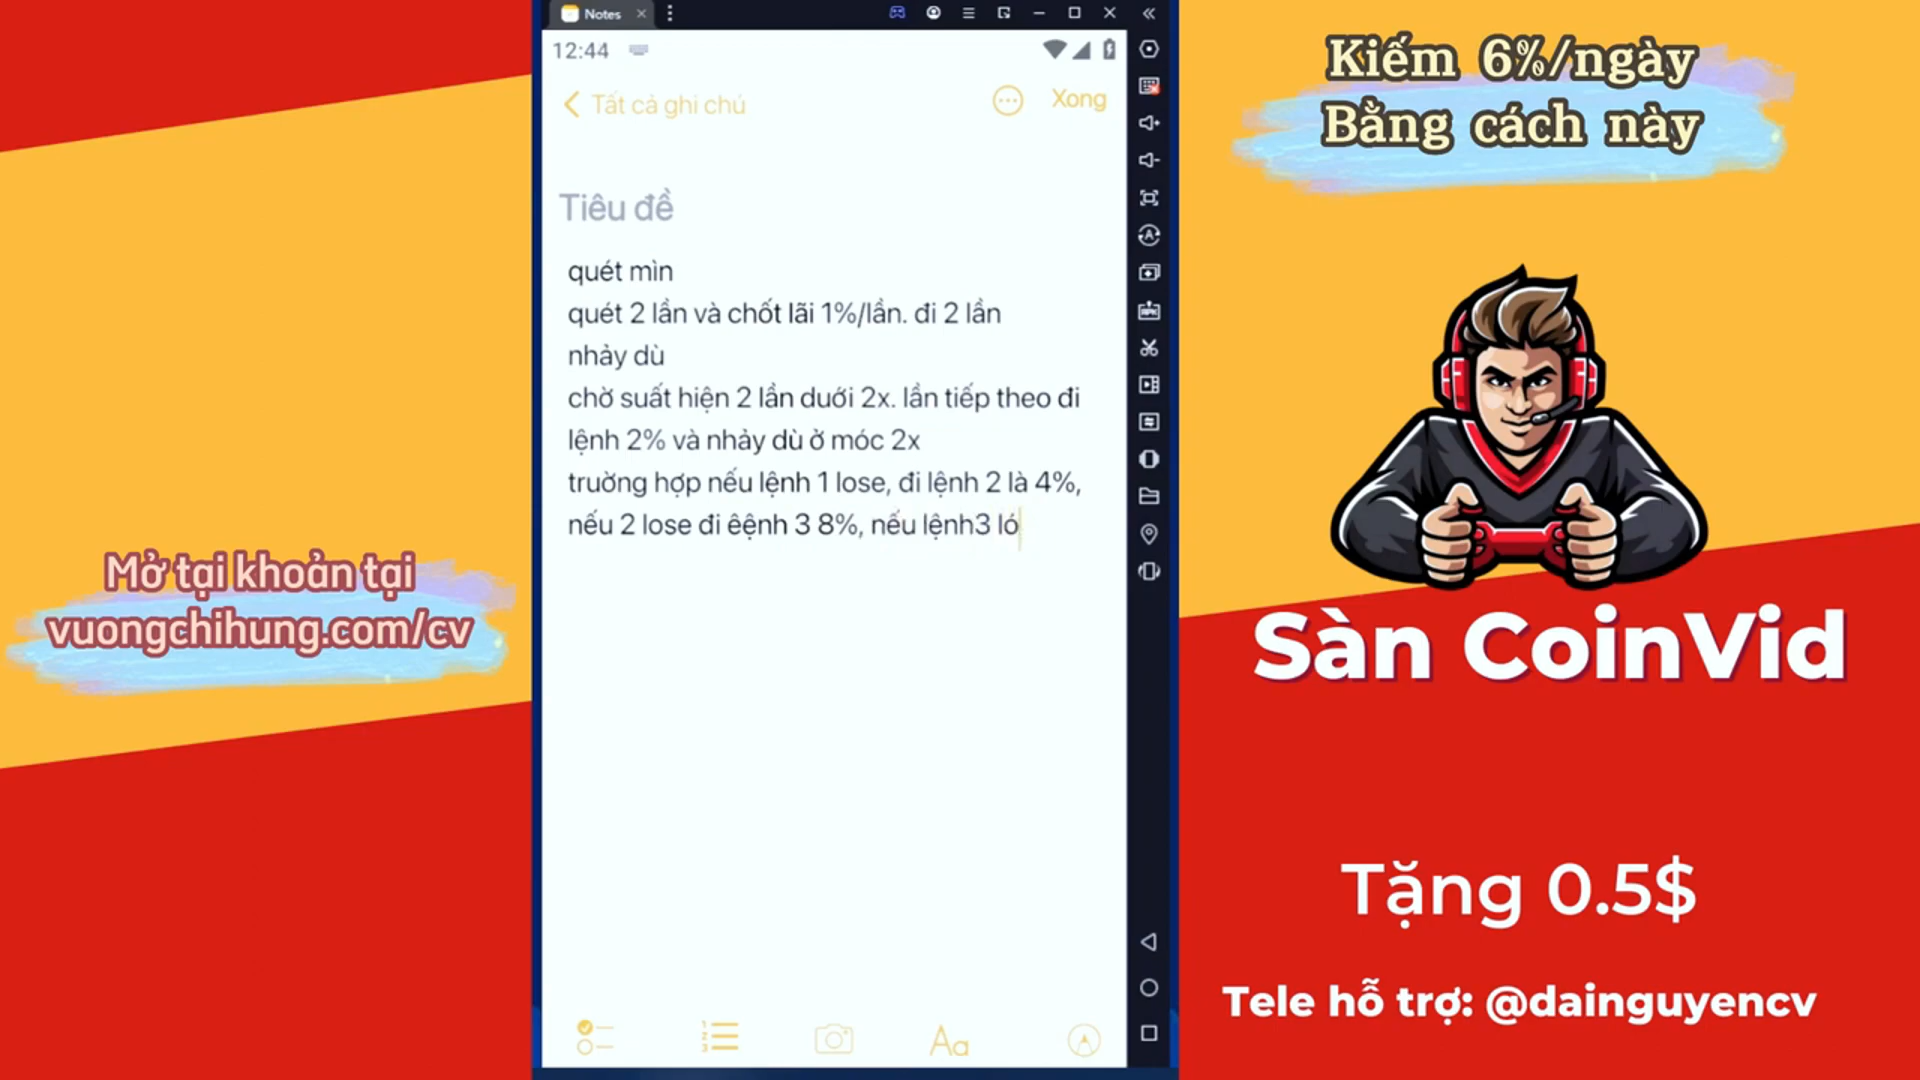 Notes
12:44
Tất cả ghi chú
Xong
Tiêu đề
quét mìn
quét 2 lần và chốt lãi 1%/lần. đi 2 lần
nhảy dù
chờ suất hiện 2 lần duới 2x. lần tiếp theo đi
lệnh 2% và nhảy dù ở móc 2x
truờng hợp nếu lệnh 1 lose, đi lệnh 2 là 4%,
nếu 2 lose đi êệnh 3 8%, nếu lệnh3 ló
Aa
Mở tại khoản tại
vuongchihung.com/cv
Kiếm 6%/ngày
Bằng cách này
Sàn CoinVid
Tặng 0.5$
Tele hỗ trợ: @dainguyencv